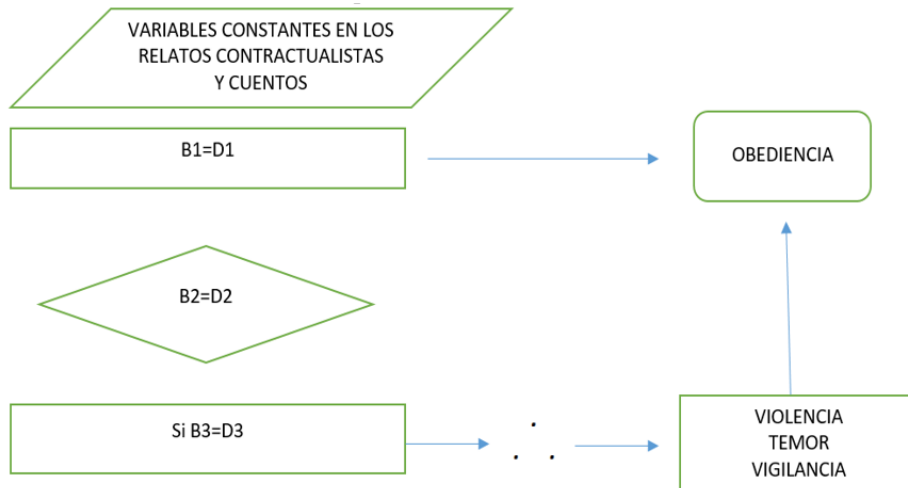 VARIABLES CONSTANTES EN LOS
RELATOS CONTRACTUALISTAS
Y CUENTOS
B1=D1
OBEDIENCIA
B2=D2
Si B3=D3
∴
VIOLENCIA
TEMOR
VIGILANCIA